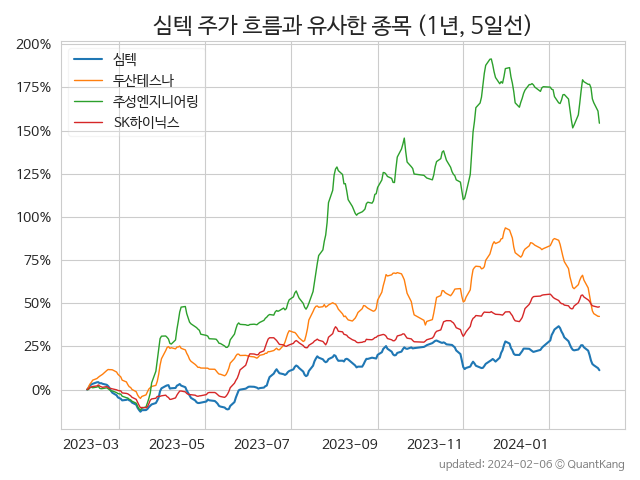 심텍 주가 흐름과 유사한 종목 (1년, 5일선)
200%
175%
150%
125%
100%
75%
50%
25%
0%
심텍
두산테스나
주성엔지니어링
SK하이닉스
2023-03
2023-05
2023-07
2023-09
2023-11
2024-01
updated: 2024-02-06 © QuantKang